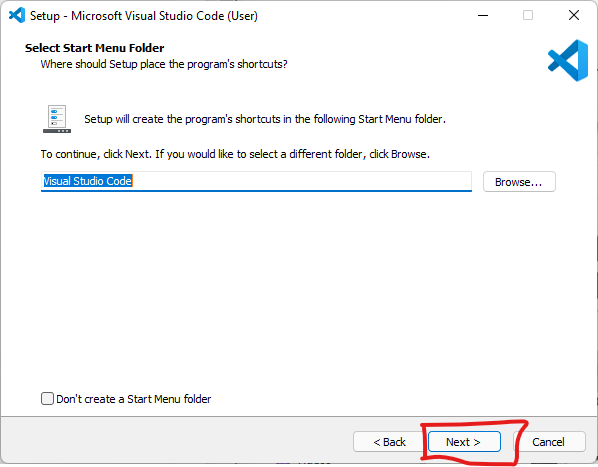 Setup - Microsoft Visual Studio Code (User)
Select Start Menu Folder
Where should Setup place the program's shortcuts?
Setup will create the program's shortcuts in the following Start Menu folder.
To continue, click Next. If you would like to select a different folder, click Browse.
Visual Studio Code
Browse...
Don't create a Start Menu folder
< Back
Next >
Cancel